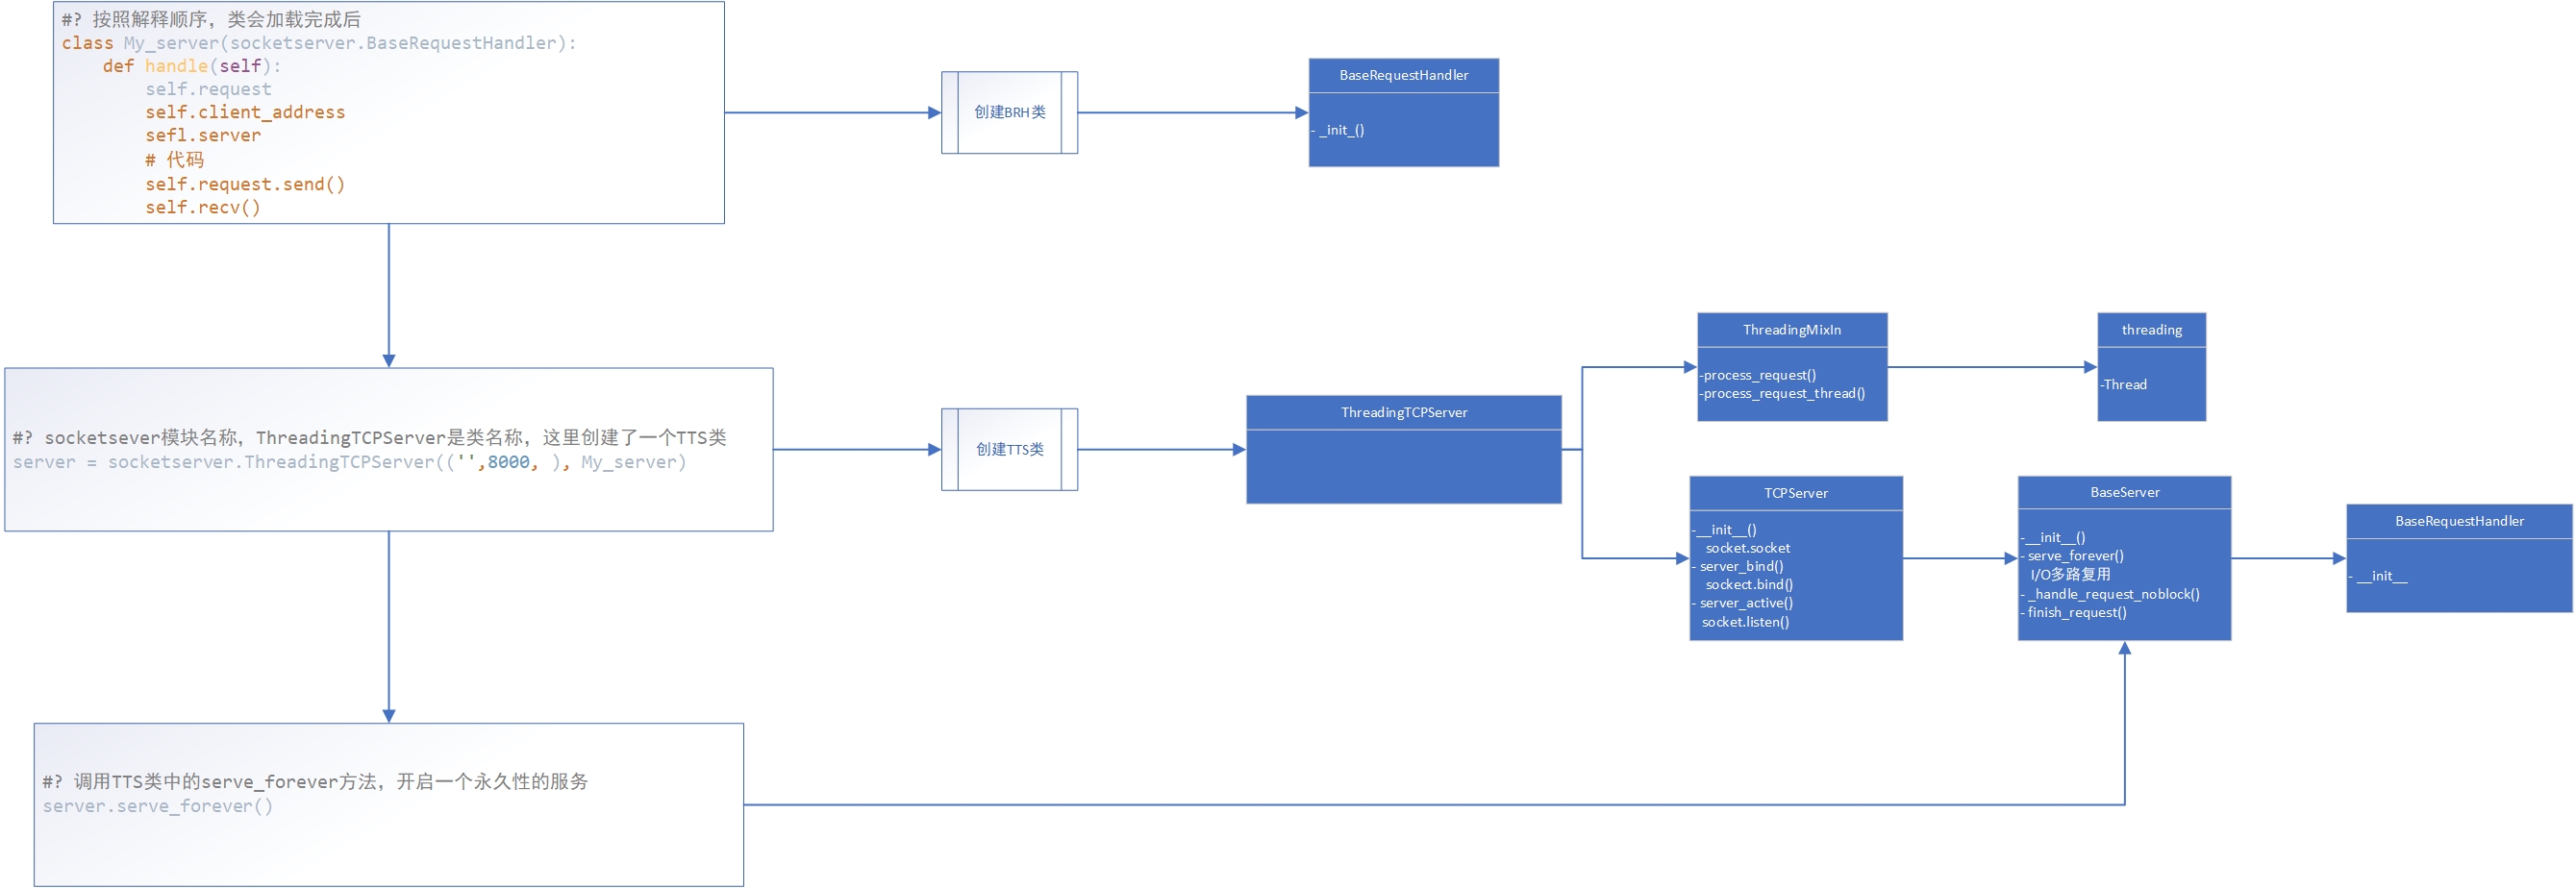 #? 按照解释顺序，类会加载完成后
class My_server(socketserver.BaseRequestHandler):
    def handle(self):
        self.request
        self.client_address
        sefl.server
        # 代码
        self.request.send()
        self.recv()
创建BRH类
BaseRequestHandler
- _init_()
#? socketsever模块名称，ThreadingTCPServer是类名称，这里创建了一个TTS类
server = socketserver.ThreadingTCPServer(('',8000, ), My_server)
创建TTS类
ThreadingTCPServer
ThreadingMixIn
-process_request()
-process_request_thread()
threading
-Thread
TCPServer
-__init__()
socket.socket
- server_bind()
sockect.bind()
- server_active()
socket.listen()
BaseServer
-__init__()
- serve_forever()
I/O多路复用
- _handle_request_noblock()
- finish_request()
BaseRequestHandler
- __init__
#? 调用TTS类中的serve_forever方法，开启一个永久性的服务
server.serve_forever()